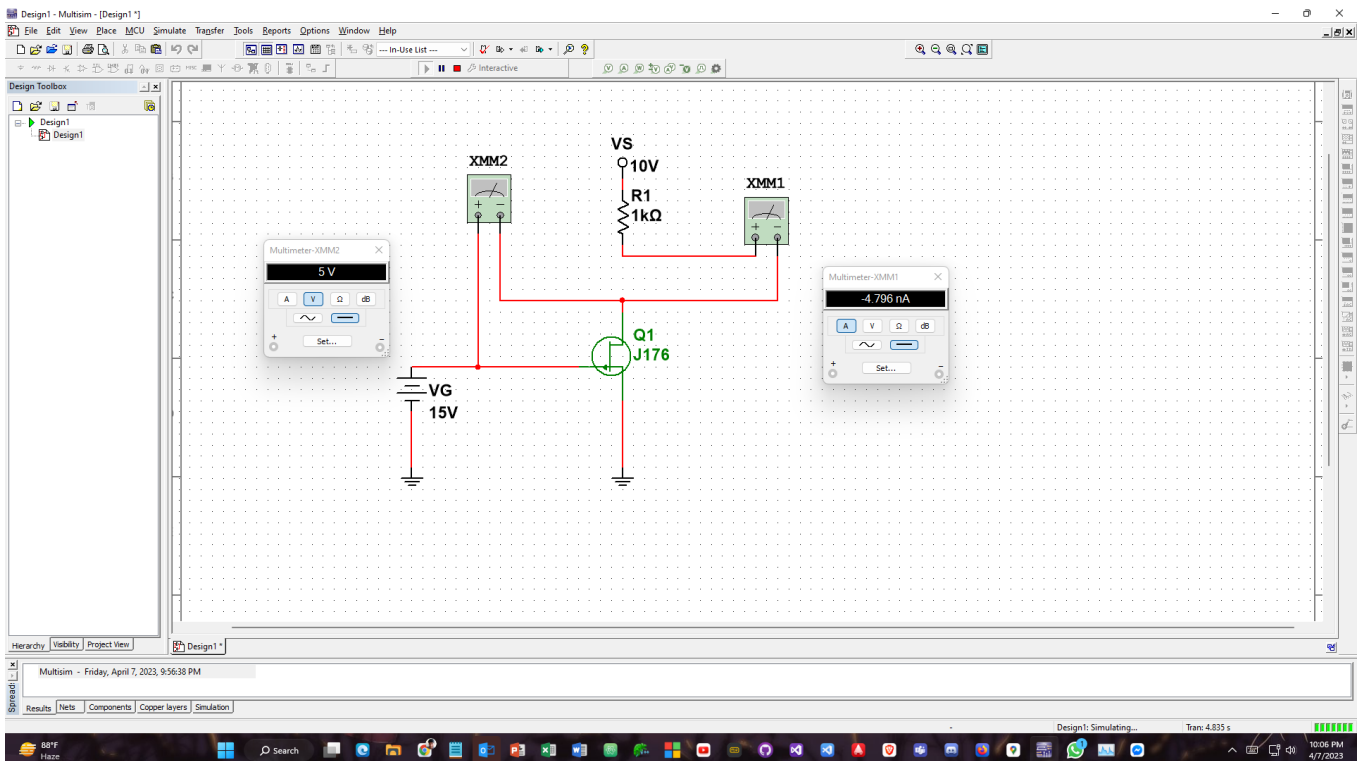 Design1 - Multisim - [Design1 *]
File Edit View Place MCU Simulate Transfer Tools Reports Options Window Help
--- In-Use List ---
Interactive
Design Toolbox
Design1
Design1
VS
10V
R1
1kΩ
XMM2
XMM1
Multimeter-XMM2
5 V
A V Ω dB
Set...
+ -
Multimeter-XMM1
-4.796 nA
A V Ω dB
Set...
+ -
Q1
J176
VG
15V
Hierarchy Visibility Project View
Design1 *
Multisim - Friday, April 7, 2023, 9:56:38 PM
Results Nets Components Copper layers Simulation
-
Design1: Simulating... Tran: 4.835 s
88°F
Haze
Search
10:06 PM
4/7/2023